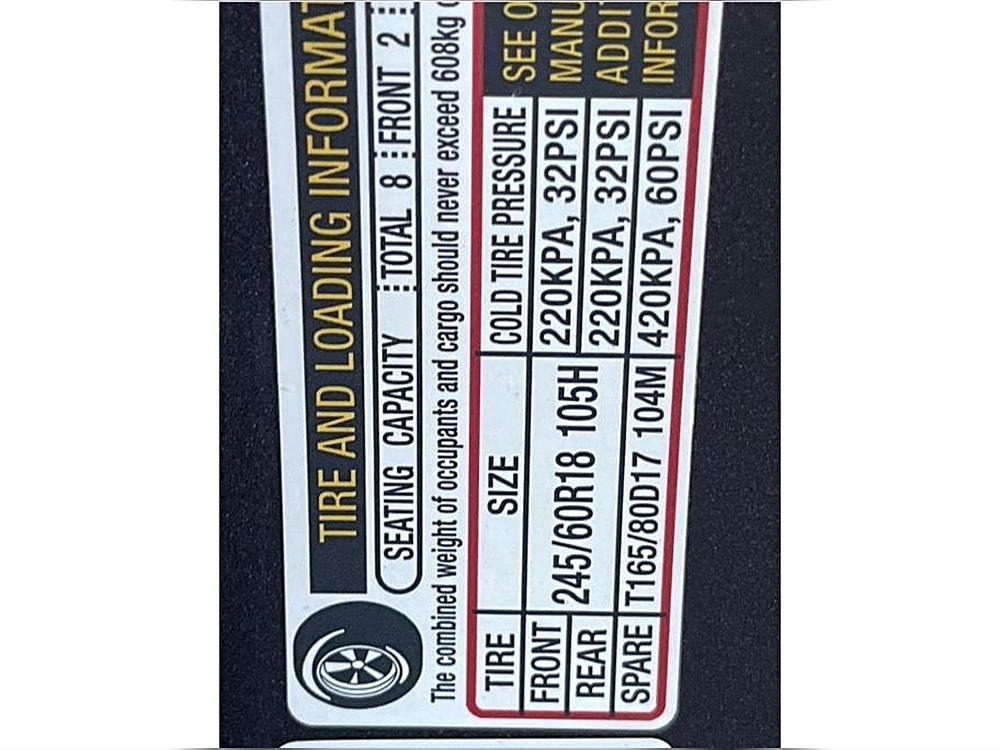 TIRE AND LOADING INFORMAT
SEATING CAPACITY TOTAL 8 FRONT 2
The combined weight of occupants and cargo should never exceed 608kg
TIRE SIZE COLD TIRE PRESSURE SEE O
FRONT 245/60R18 105H 220KPA, 32PSI MANU
REAR 220KPA, 32PSI ADDI
SPARE T165/80D17 104M 420KPA, 60PSI INFOR